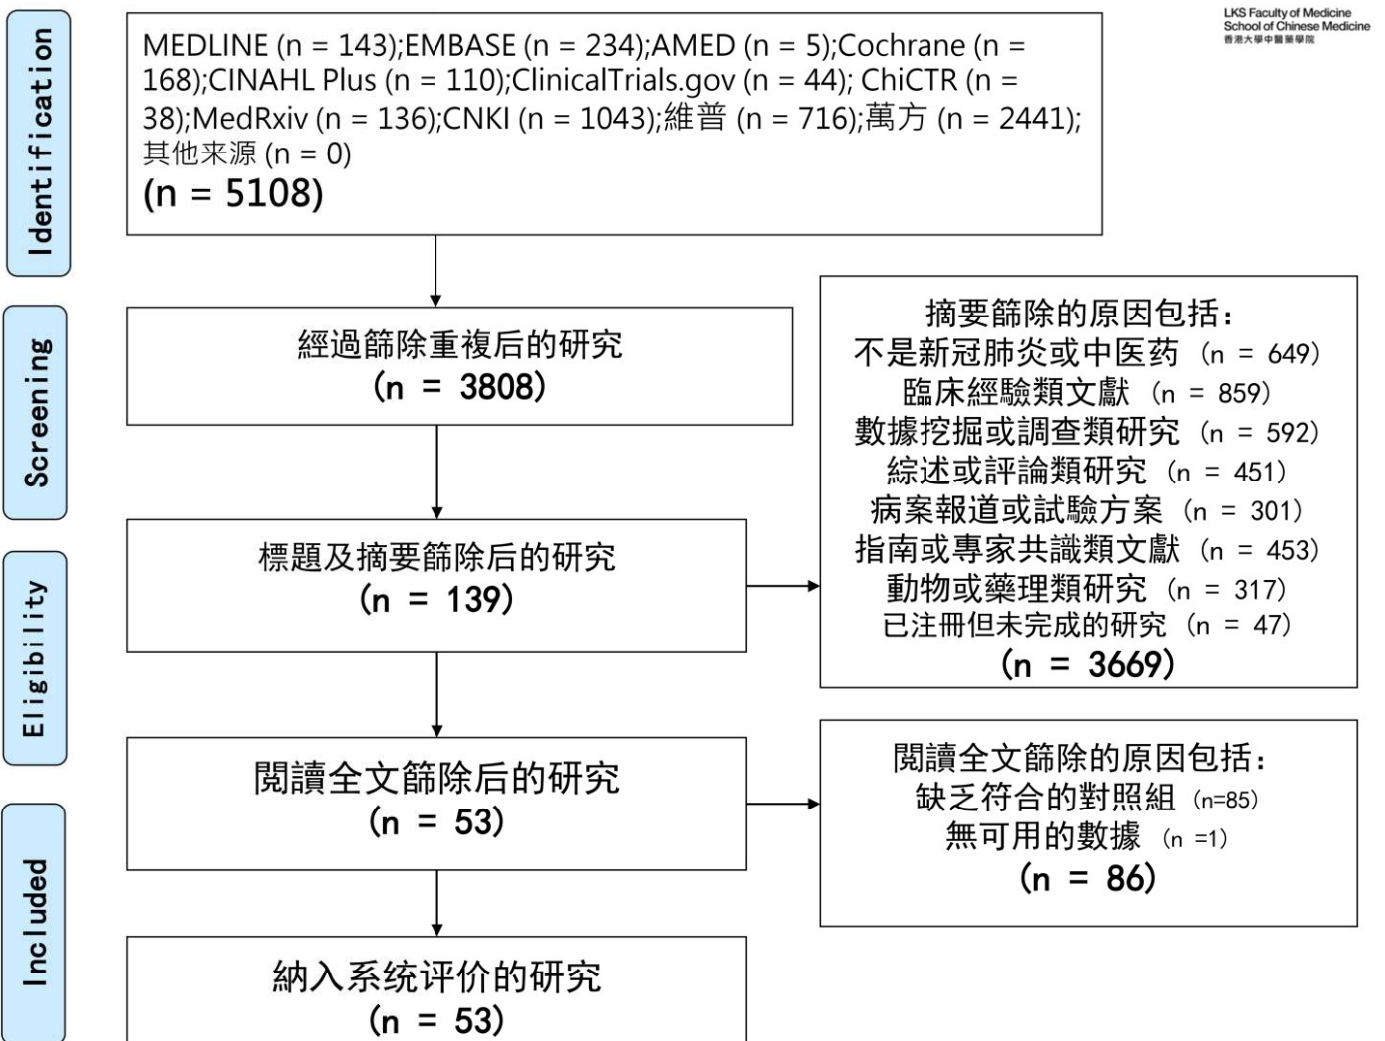 LKS Faculty of Medicine
School of Chinese Medicine
香港大學中醫藥學院
Identification
MEDLINE (n = 143);EMBASE (n = 234);AMED (n = 5);Cochrane (n =
168);CINAHL Plus (n = 110);ClinicalTrials.gov (n = 44); ChiCTR (n =
38);MedRxiv (n = 136);CNKI (n = 1043);維普 (n = 716);萬方 (n = 2441);
其他来源 (n = 0)
(n = 5108)
Screening
經過篩除重複后的研究
(n = 3808)
摘要篩除的原因包括：
不是新冠肺炎或中医药 (n = 649)
臨床經驗類文獻 (n = 859)
數據挖掘或調查類研究 (n = 592)
綜述或評論類研究 (n = 451)
病案報道或試驗方案 (n = 301)
指南或專家共識類文獻 (n = 453)
動物或藥理類研究 (n = 317)
已注冊但未完成的研究 (n = 47)
(n = 3669)
標題及摘要篩除后的研究
(n = 139)
Eligibility
閲讀全文篩除后的研究
(n = 53)
閲讀全文篩除的原因包括：
缺乏符合的對照組 (n=85)
無可用的數據 (n =1)
(n = 86)
Included
納入系统评价的研究
(n = 53)